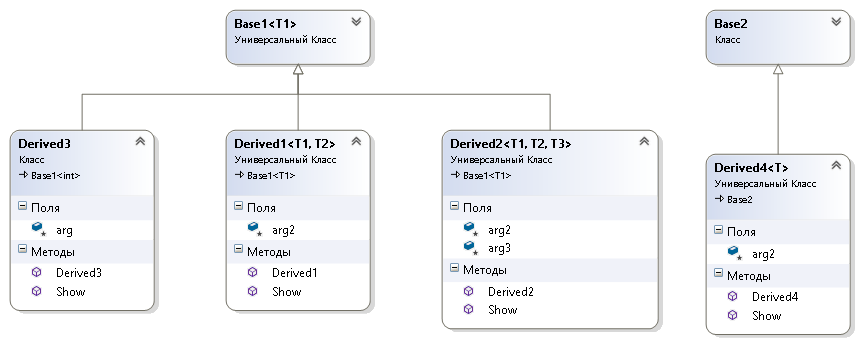 Base1<T1>
Универсальный Класс
Base2
Класс
Derived3
Класс
Base1<int>
Поля
arg
Методы
Derived3
Show
Derived1<T1, T2>
Универсальный Класс
Base1<T1>
Поля
arg2
Методы
Derived1
Show
Derived2<T1, T2, T3>
Универсальный Класс
Base1<T1>
Поля
arg2
arg3
Методы
Derived2
Show
Derived4<T>
Универсальный Класс
Base2
Поля
arg2
Методы
Derived4
Show